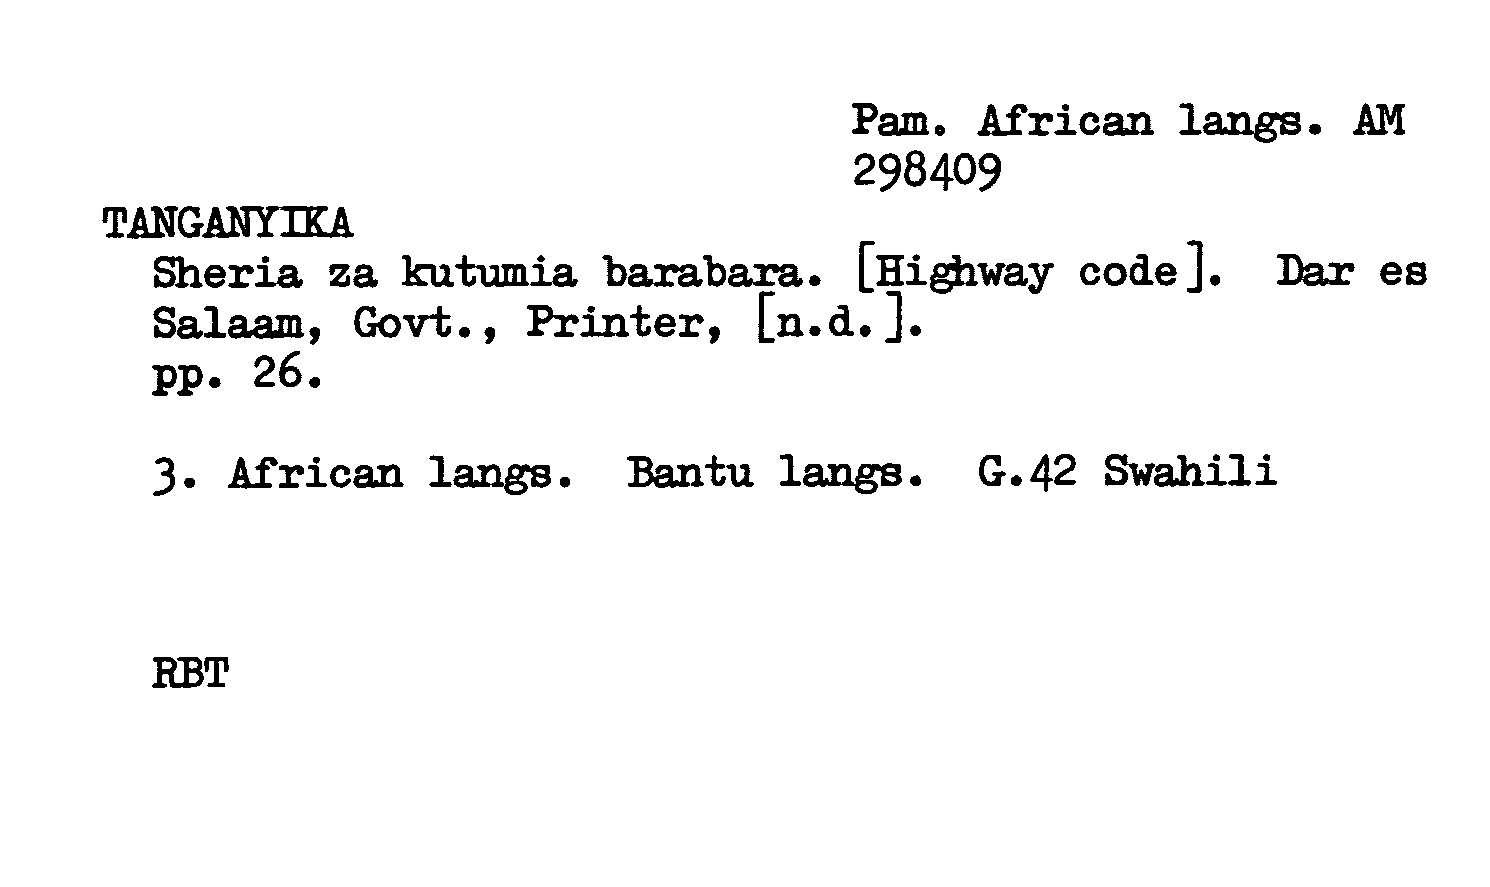 Pam. African langs. AM
298409
TANGANYIKA
Sheria za kutumia barabara. [Highway code]. Dar es
Salaam, Govt., Printer, [n.d.].
pp. 26.
3. African langs. Bantu langs. G.42 Swahili
RBT